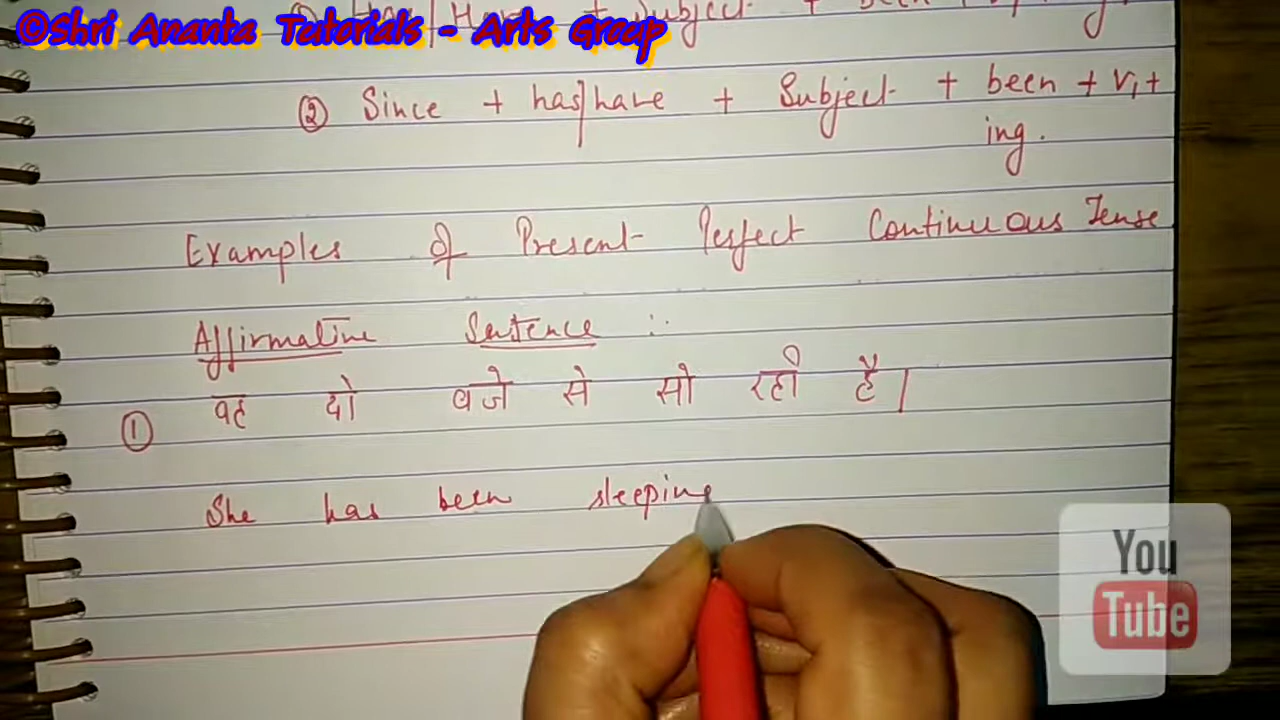 ©Shri Ananta Tutorials - Arts Group
+ Subject +
② Since + has/have + Subject + been + V₁ +
ing.
Examples of Present Perfect Continuous Tense
Affirmative Sentence :.
① वह दो बजे से सो रही है।
She has been sleeping
You
Tube